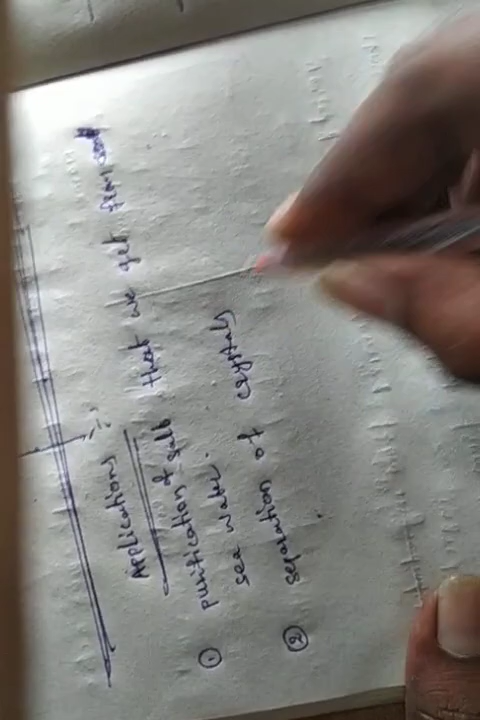 Applications
① purification of salt that we get from
sea water.
② separation of crystals